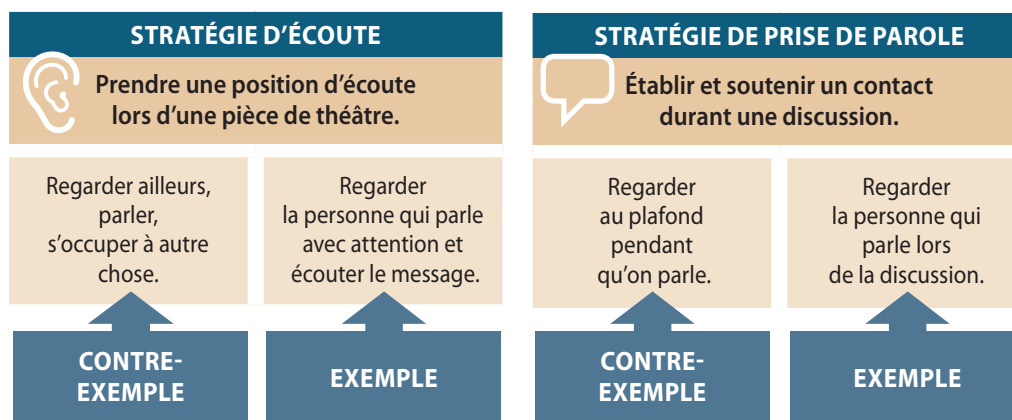 STRATÉGIE D'ÉCOUTE
Prendre une position d'écoute
lors d'une pièce de théâtre.
Regarder ailleurs,
parler,
s'occuper à autre
chose.
Regarder
la personne qui parle
avec attention et
écouter le message.
CONTRE-
EXEMPLE
EXEMPLE
STRATÉGIE DE PRISE DE PAROLE
Établir et soutenir un contact
durant une discussion.
Regarder
au plafond
pendant
qu'on parle.
Regarder
la personne qui
parle lors
de la discussion.
CONTRE-
EXEMPLE
EXEMPLE